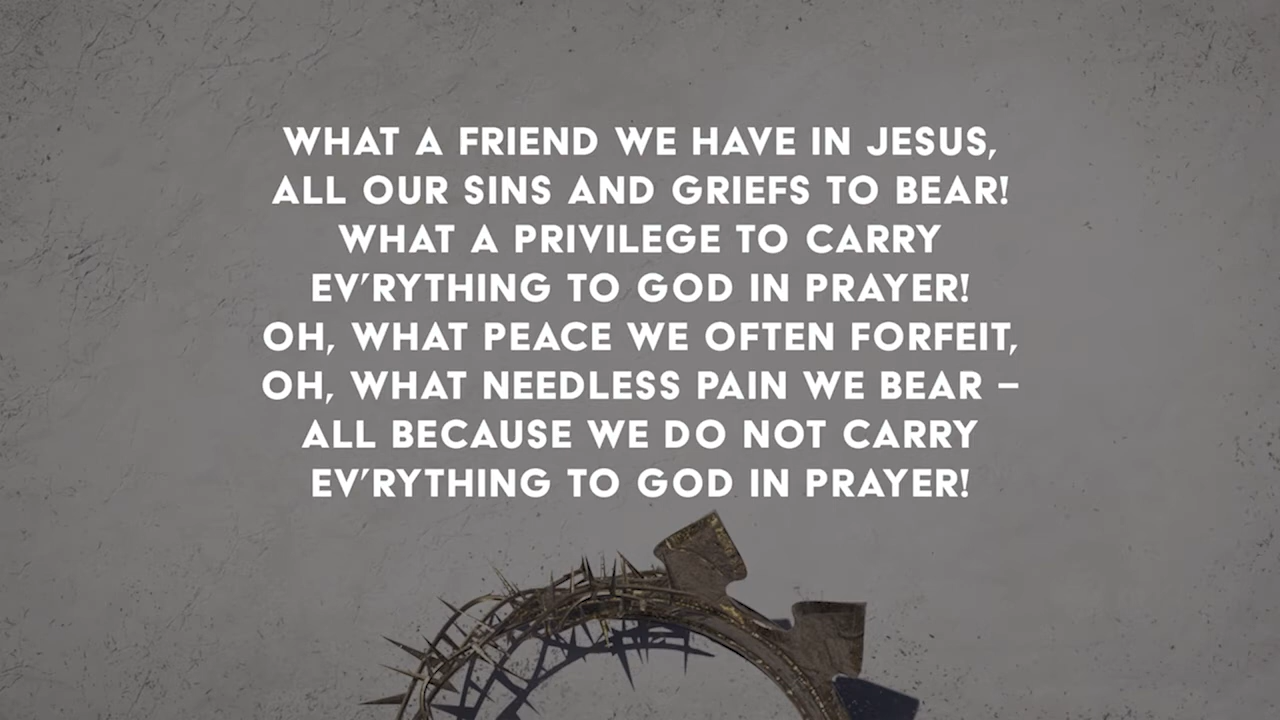 WHAT A FRIEND WE HAVE IN JESUS,
ALL OUR SINS AND GRIEFS TO BEAR!
WHAT A PRIVILEGE TO CARRY
EV’RYTHING TO GOD IN PRAYER!
OH, WHAT PEACE WE OFTEN FORFEIT,
OH, WHAT NEEDLESS PAIN WE BEAR –
ALL BECAUSE WE DO NOT CARRY
EV’RYTHING TO GOD IN PRAYER!